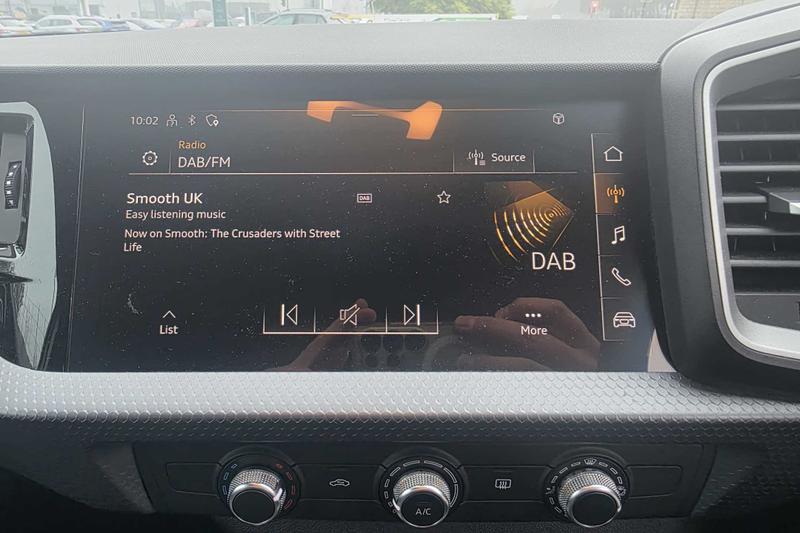 10:02
Radio
DAB/FM
Source
Smooth UK
DAB
Easy listening music
Now on Smooth: The Crusaders with Street
Life
DAB
List
More
A/C